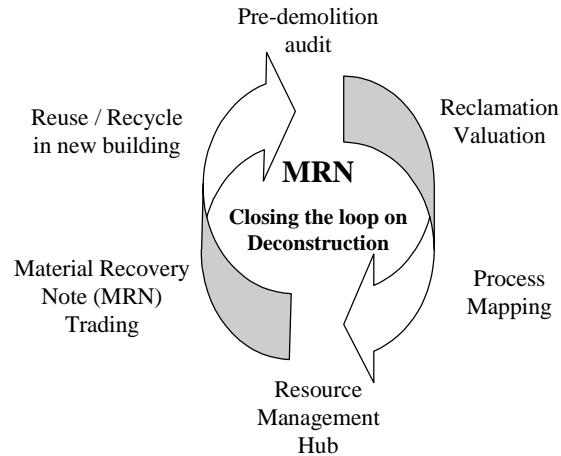 Pre-demolition
audit
Reclamation
Valuation
Process
Mapping
Resource
Management
Hub
Material Recovery
Note (MRN)
Trading
Reuse / Recycle
in new building
MRN
Closing the loop on
Deconstruction